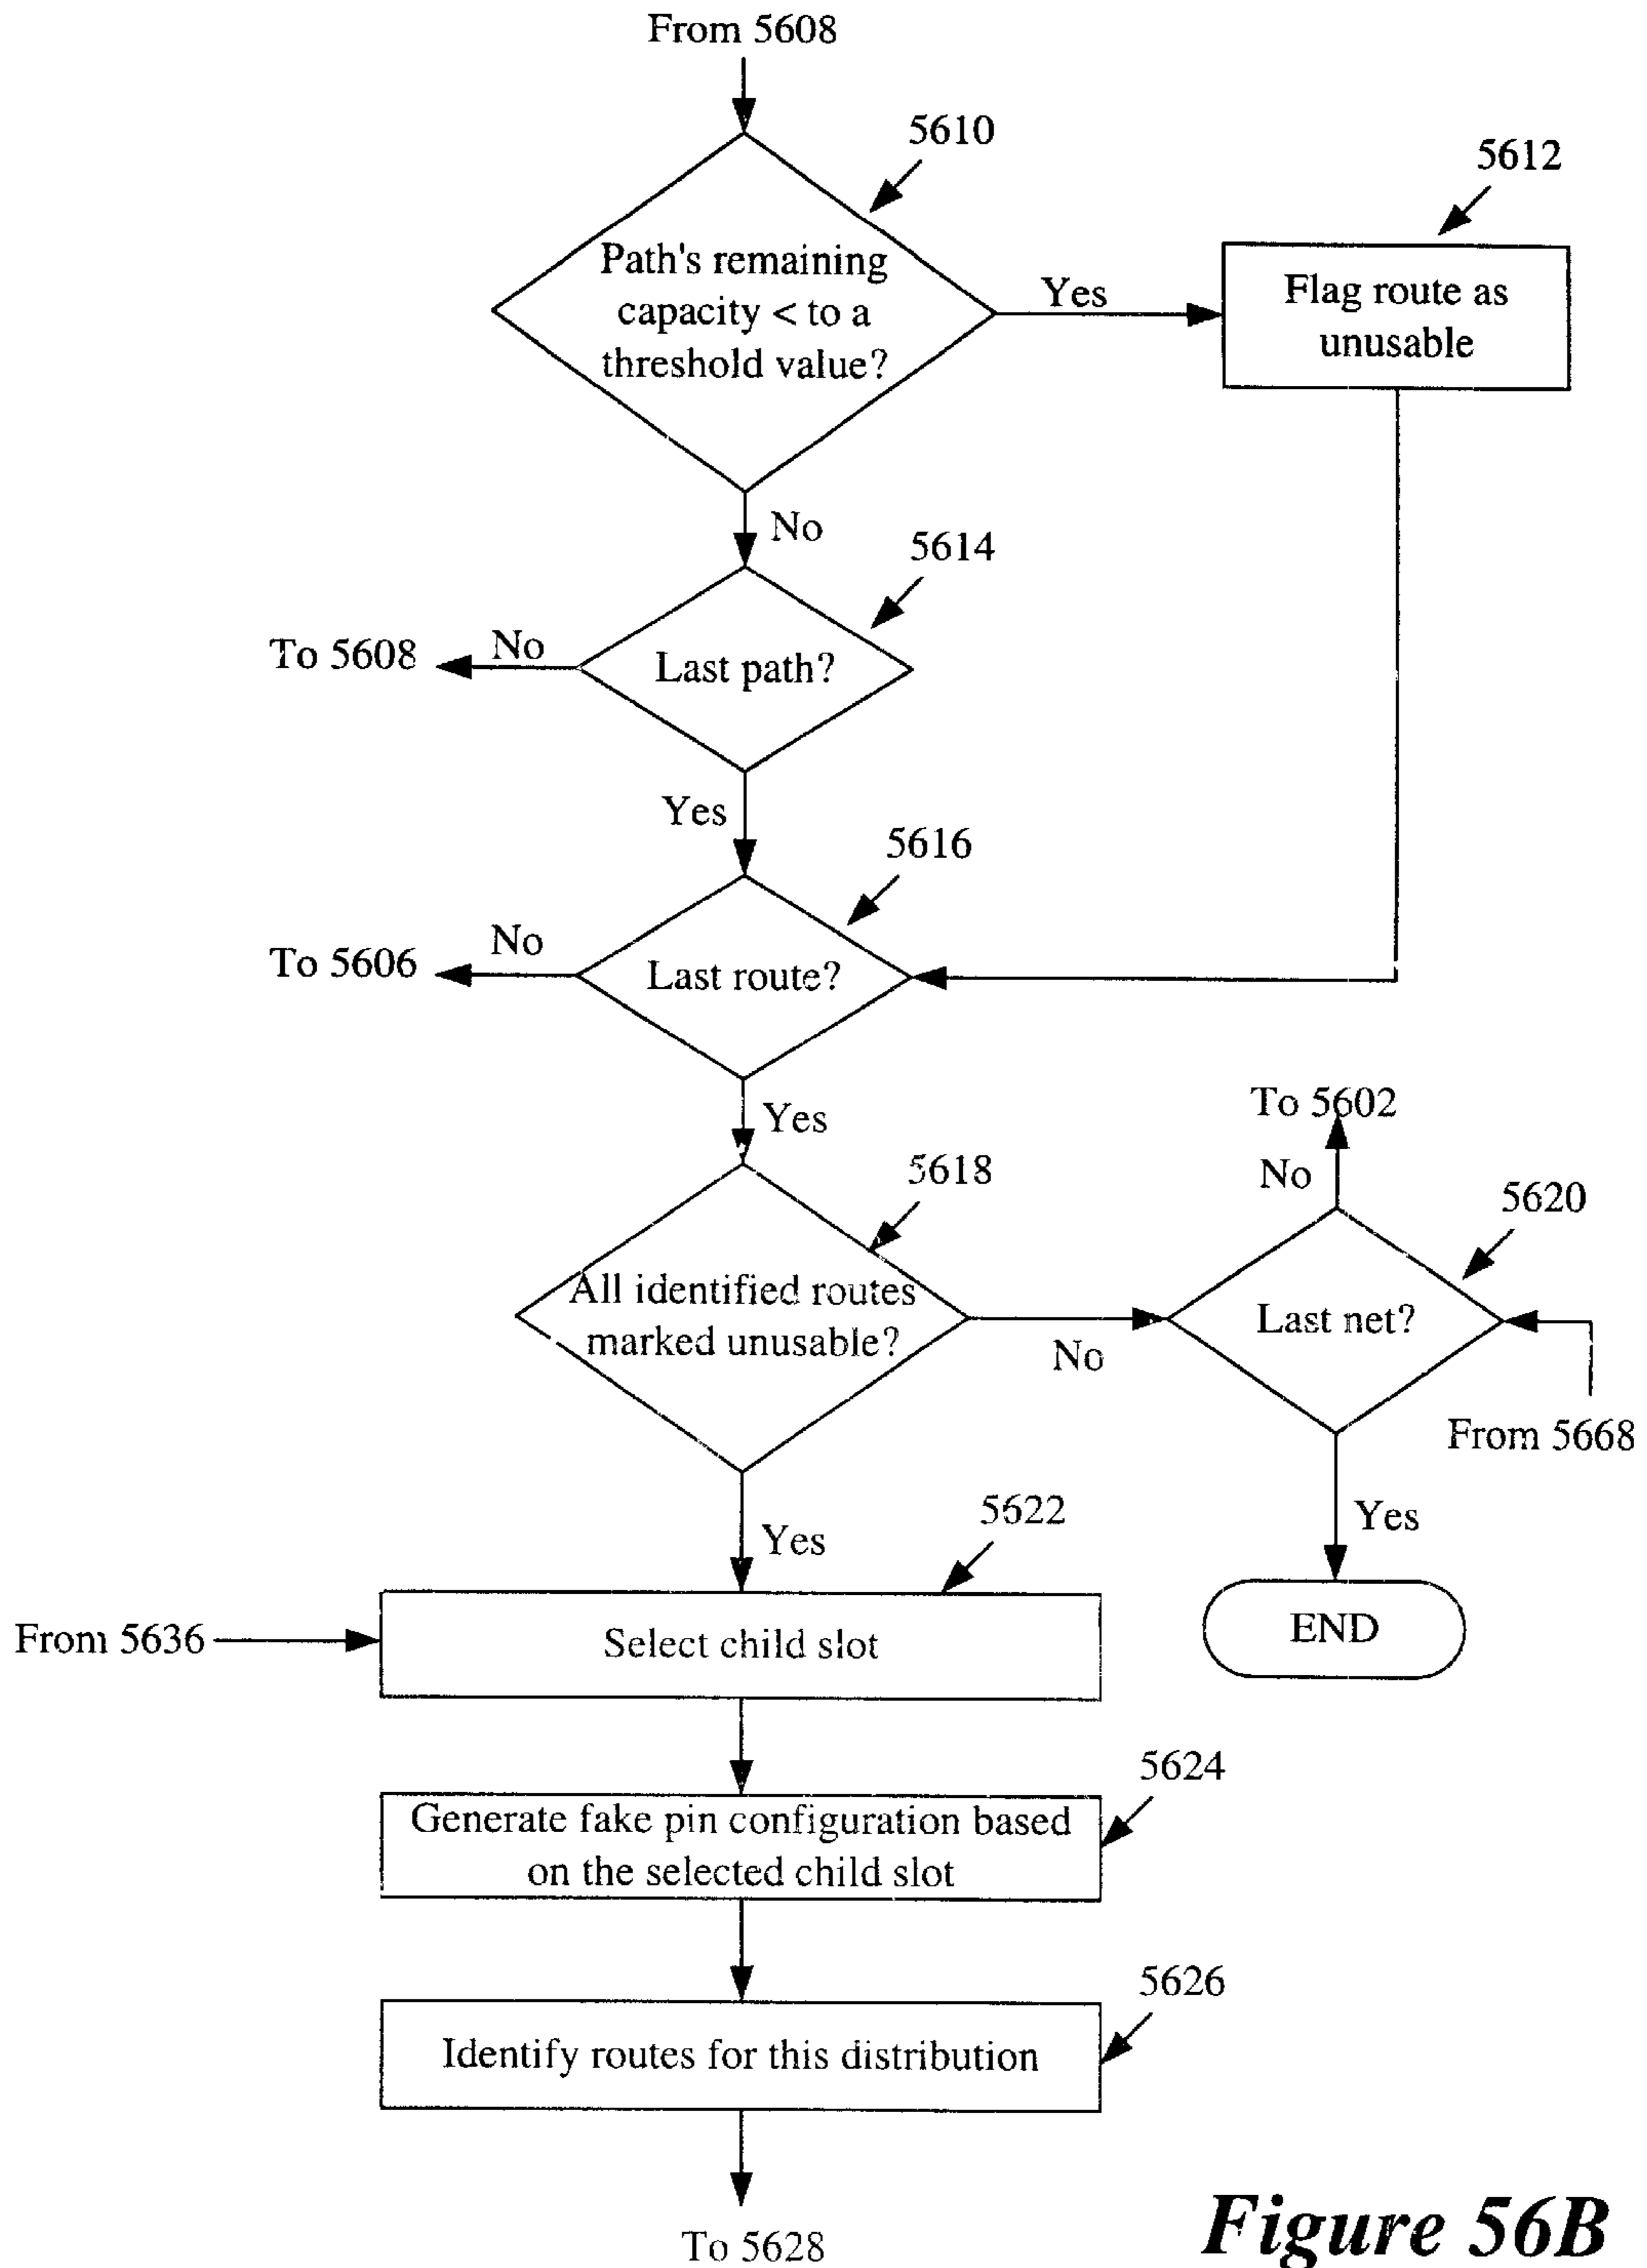 From 5608
5610
5612
Path's remaining
capacity < to a
threshold value?
Yes
Flag route as
unusable
No
5614
To 5608
No
Last path?
Yes
5616
To 5606
No
Last route?
Yes
To 5602
No
5618
5620
All identified routes
marked unusable?
No
Last net?
From 5668
Yes
5622
Yes
From 5636
Select child slot
END
5624
Generate fake pin configuration based
on the selected child slot
5626
Identify routes for this distribution
To 5628
Figure 56B